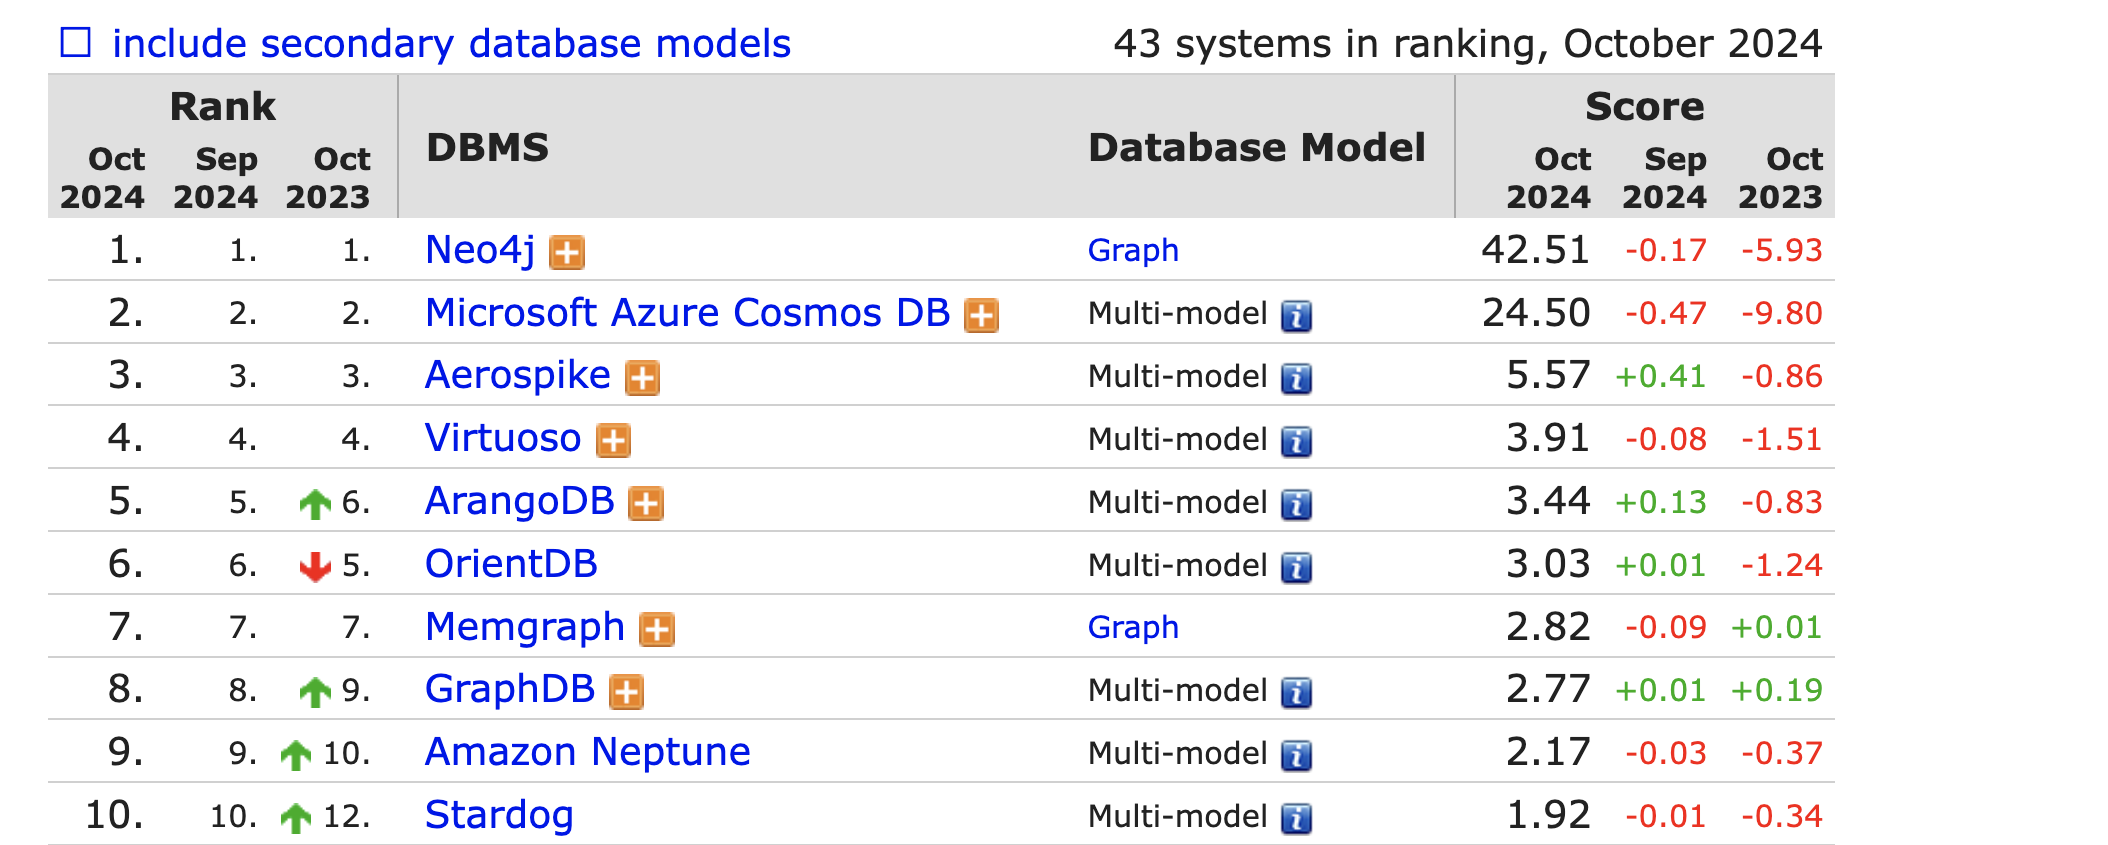 include secondary database models 43 systems in ranking, October 2024
Rank DBMS Database Model Score
Oct 2024 Sep 2024 Oct 2023 Oct 2024 Sep 2024 Oct 2023
1. 1. 1. Neo4j Graph 42.51 -0.17 -5.93
2. 2. 2. Microsoft Azure Cosmos DB Multi-model 24.50 -0.47 -9.80
3. 3. 3. Aerospike Multi-model 5.57 +0.41 -0.86
4. 4. 4. Virtuoso Multi-model 3.91 -0.08 -1.51
5. 5. 6. ArangoDB Multi-model 3.44 +0.13 -0.83
6. 6. 5. OrientDB Multi-model 3.03 +0.01 -1.24
7. 7. 7. Memgraph Graph 2.82 -0.09 +0.01
8. 8. 9. GraphDB Multi-model 2.77 +0.01 +0.19
9. 9. 10. Amazon Neptune Multi-model 2.17 -0.03 -0.37
10. 10. 12. Stardog Multi-model 1.92 -0.01 -0.34